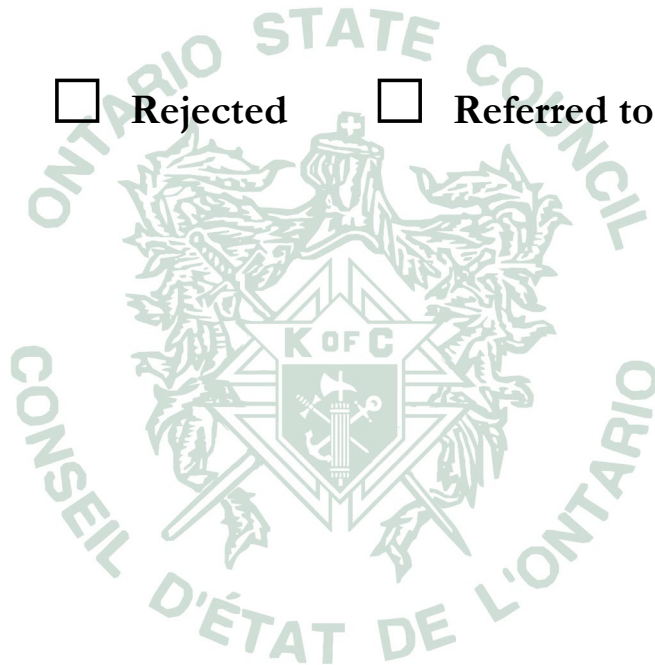 ONTARIO STATE COUNCIL
☐ Rejected ☐ Referred to
K OF C
CONSEIL D'ÉTAT DE L'ONTARIO